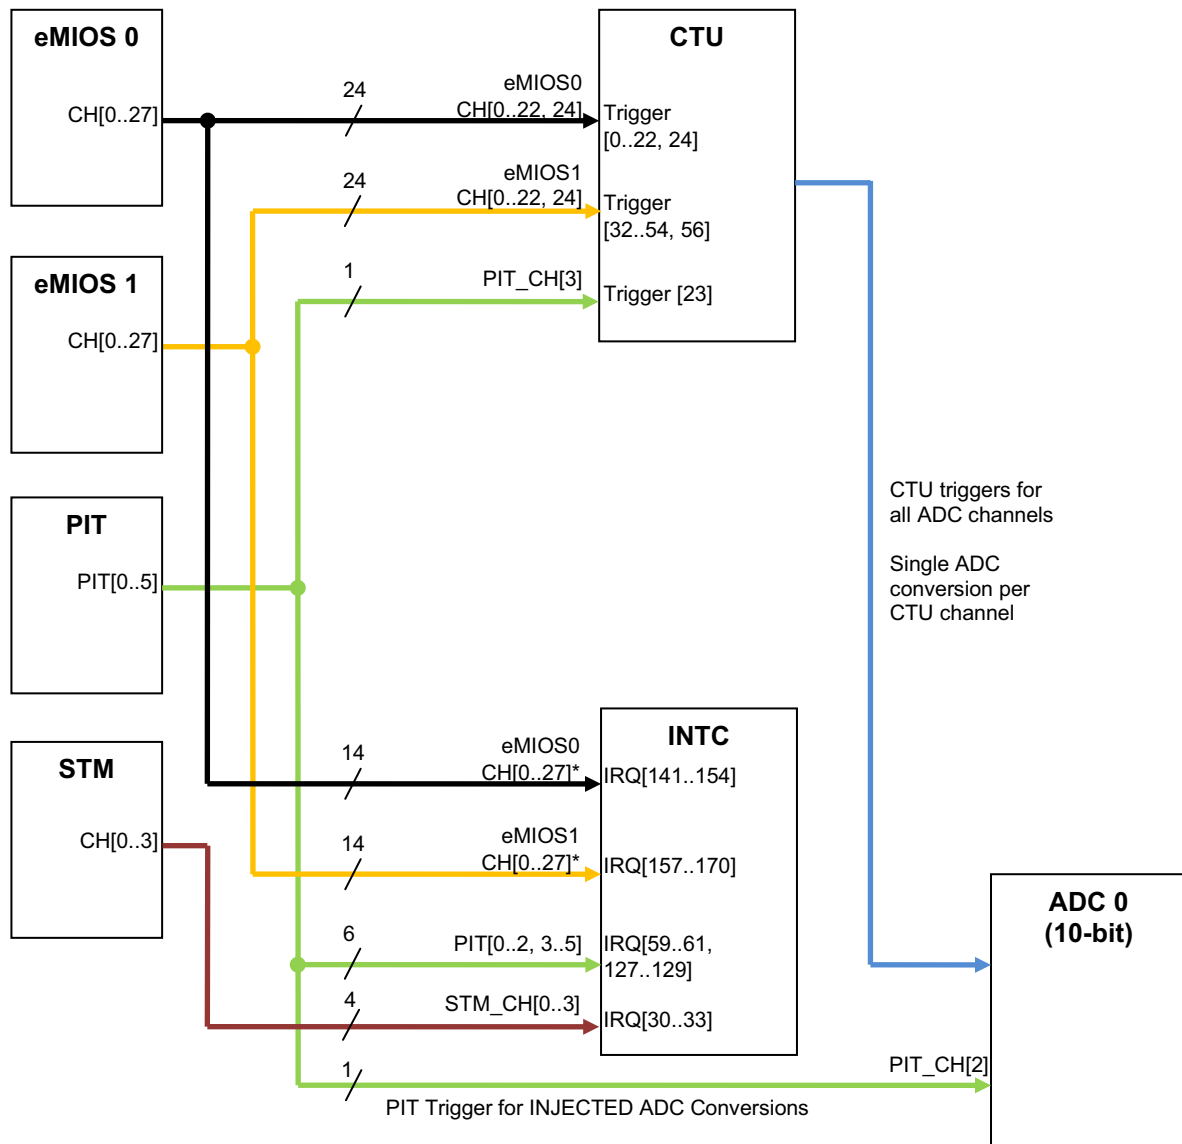 eMIOS 0
CH[0..27]
eMIOS 1
CH[0..27]
PIT
PIT[0..5]
STM
CH[0..3]
24
eMIOS0
CH[0..22, 24]
24
eMIOS1
CH[0..22, 24]
1
PIT_CH[3]
CTU
Trigger
[0..22, 24]
Trigger
[32..54, 56]
Trigger [23]
CTU triggers for
all ADC channels
Single ADC
conversion per
CTU channel
14
eMIOS0
CH[0..27]*
14
eMIOS1
CH[0..27]*
6
PIT[0..2, 3..5]
4
STM_CH[0..3]
INTC
IRQ[141..154]
IRQ[157..170]
IRQ[59..61,
127..129]
IRQ[30..33]
1
PIT_CH[2]
PIT Trigger for INJECTED ADC Conversions
ADC 0
(10-bit)